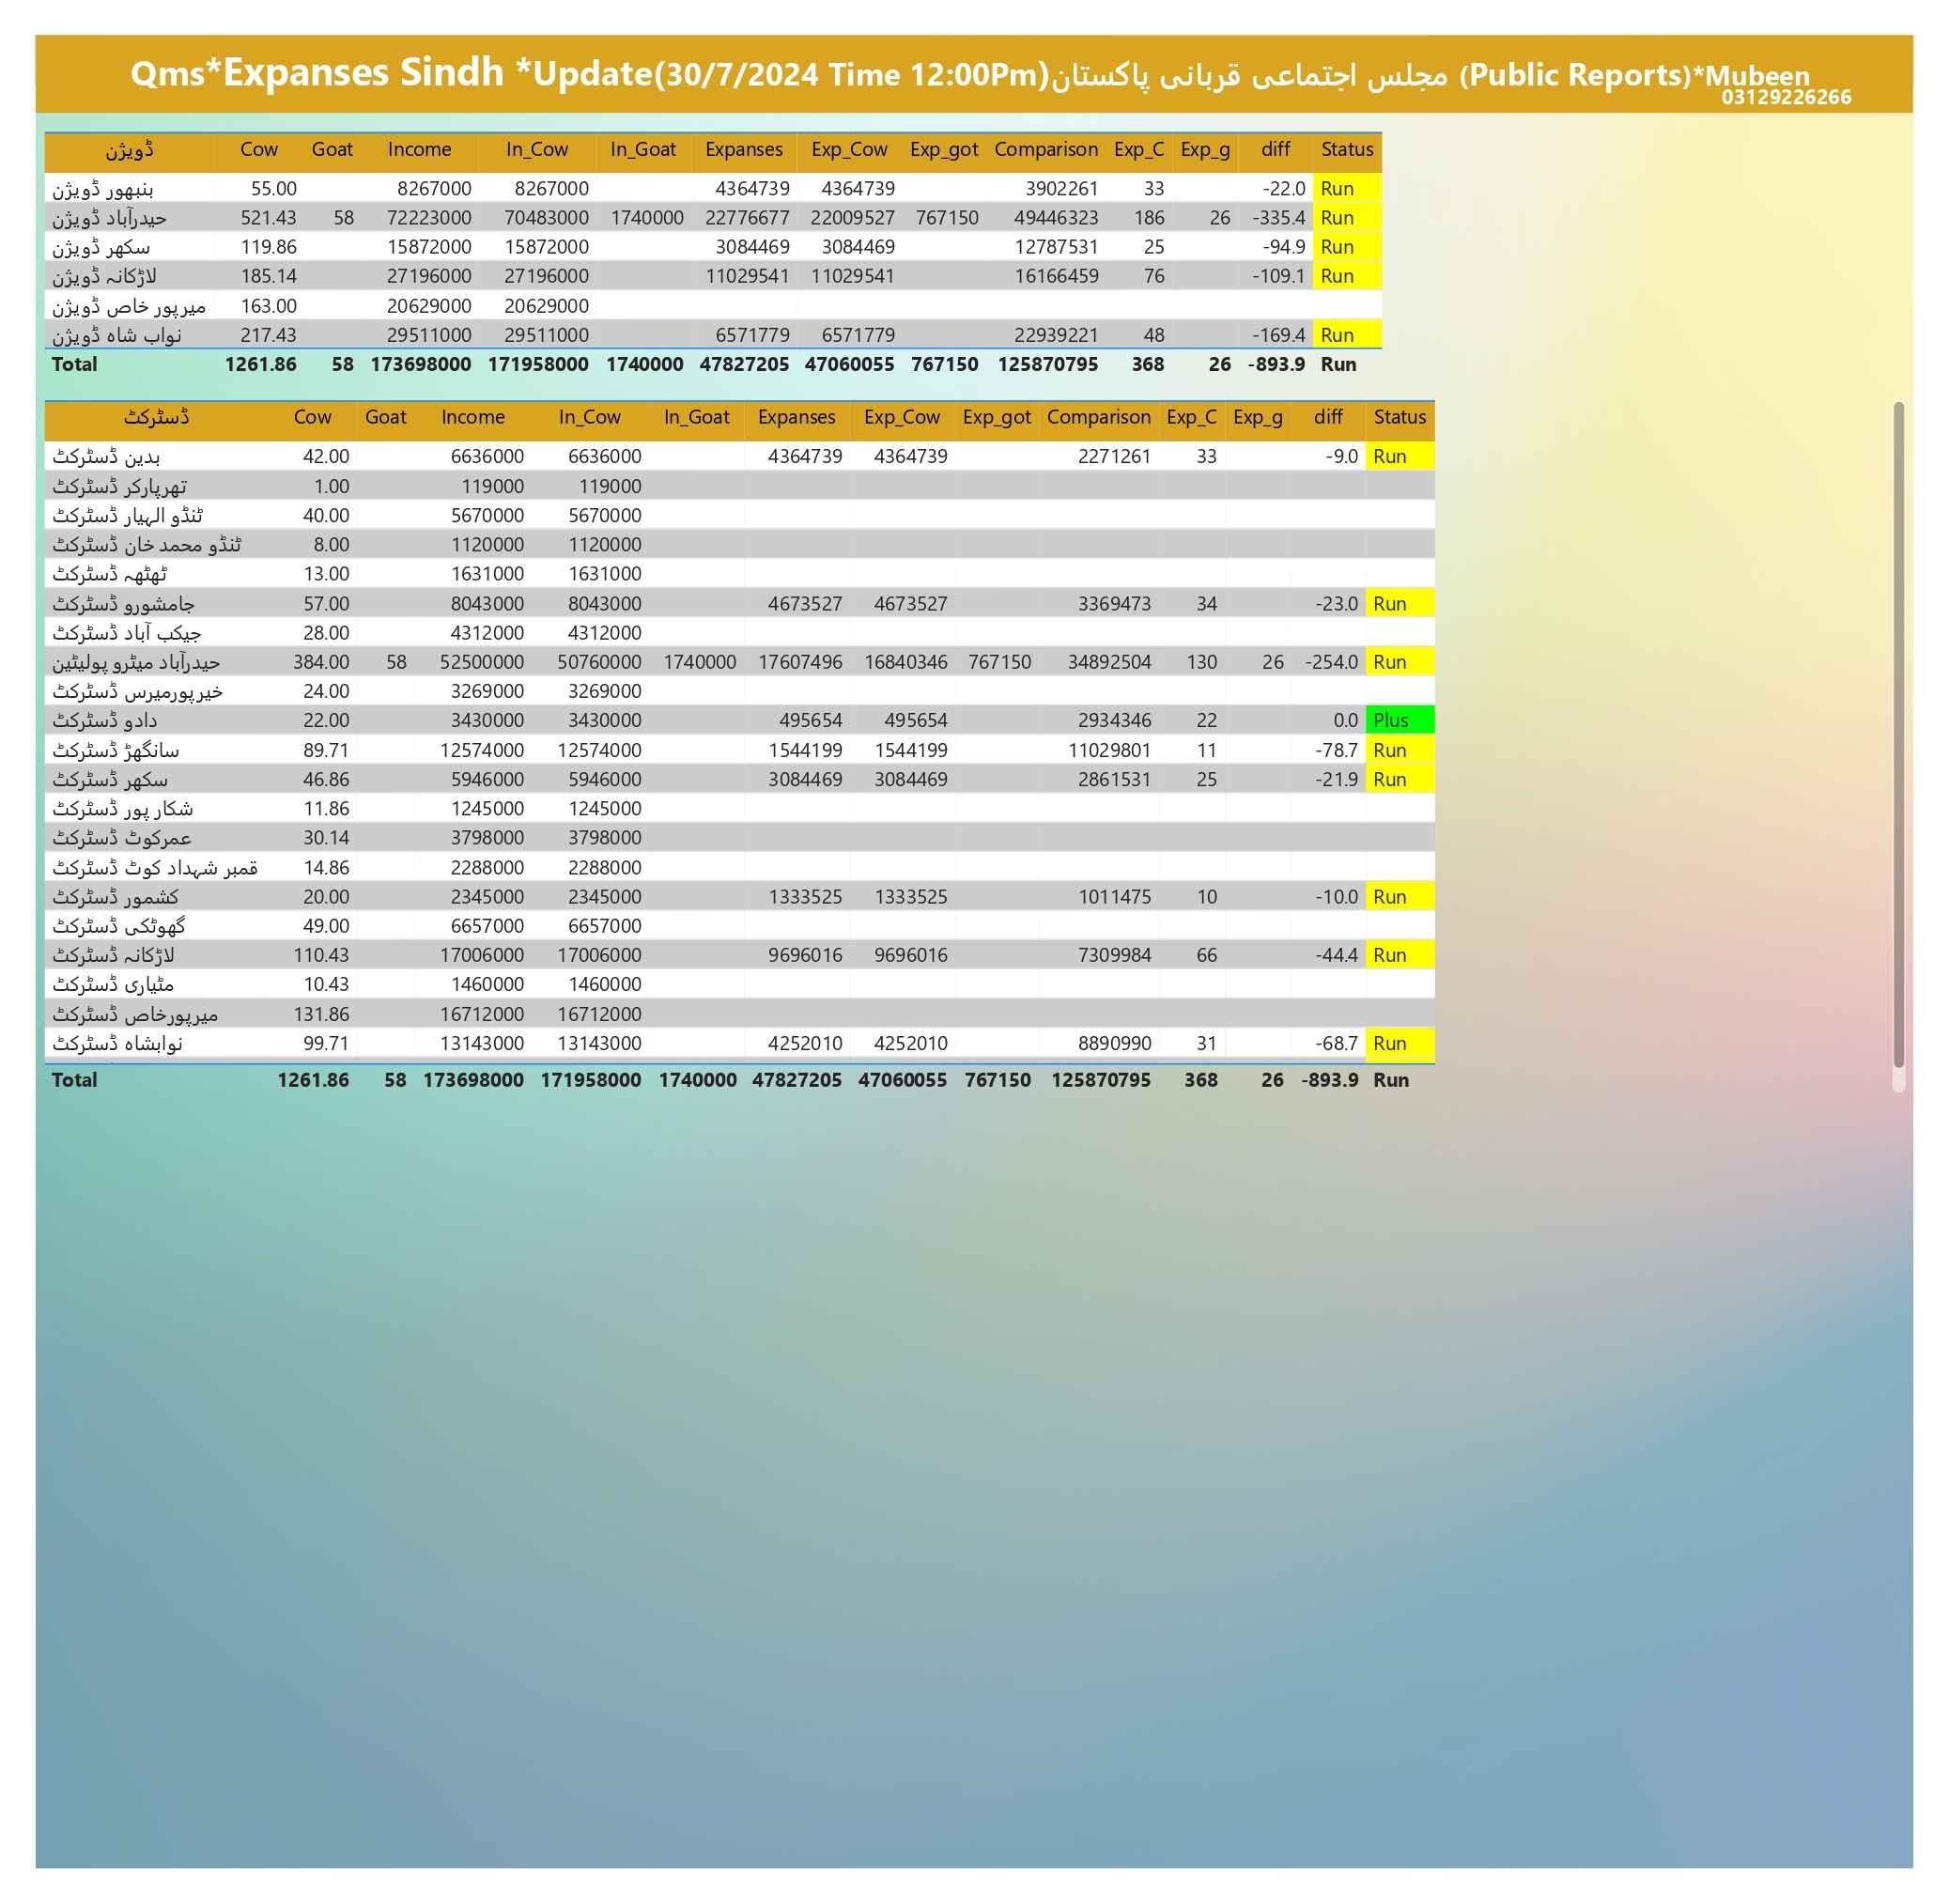 Qms*Expanses Sindh *Update(30/7/2024 Time 12:00Pm)مجلس اجتماعی قربانی پاکستان (Public Reports)*Mubeen
03129226266
ڈویژن Cow Goat Income In_Cow In_Goat Expanses Exp_Cow Exp_got Comparison Exp_C Exp_g diff Status
بنبھور ڈویژن 55.00 8267000 8267000 4364739 4364739 3902261 33 -22.0 Run
حیدرآباد ڈویژن 521.43 58 72223000 70483000 1740000 22776677 22009527 767150 49446323 186 26 -335.4 Run
سکھر ڈویژن 119.86 15872000 15872000 3084469 3084469 12787531 25 -94.9 Run
لاڑکانہ ڈویژن 185.14 27196000 27196000 11029541 11029541 16166459 76 -109.1 Run
میرپور خاص ڈویژن 163.00 20629000 20629000
نواب شاہ ڈویژن 217.43 29511000 29511000 6571779 6571779 22939221 48 -169.4 Run
Total 1261.86 58 173698000 171958000 1740000 47827205 47060055 767150 125870795 368 26 -893.9 Run
ڈسٹرکٹ Cow Goat Income In_Cow In_Goat Expanses Exp_Cow Exp_got Comparison Exp_C Exp_g diff Status
بدین ڈسٹرکٹ 42.00 6636000 6636000 4364739 4364739 2271261 33 -9.0 Run
تھرپارکر ڈسٹرکٹ 1.00 119000 119000
ٹنڈو الہیار ڈسٹرکٹ 40.00 5670000 5670000
ٹنڈو محمد خان ڈسٹرکٹ 8.00 1120000 1120000
ٹھٹھہ ڈسٹرکٹ 13.00 1631000 1631000
جامشورو ڈسٹرکٹ 57.00 8043000 8043000 4673527 4673527 3369473 34 -23.0 Run
جیکب آباد ڈسٹرکٹ 28.00 4312000 4312000
حیدرآباد میٹرو پولیٹین 384.00 58 52500000 50760000 1740000 17607496 16840346 767150 34892504 130 26 -254.0 Run
خیرپورمیرس ڈسٹرکٹ 24.00 3269000 3269000
دادو ڈسٹرکٹ 22.00 3430000 3430000 495654 495654 2934346 22 0.0 Plus
سانگھڑ ڈسٹرکٹ 89.71 12574000 12574000 1544199 1544199 11029801 11 -78.7 Run
سکھر ڈسٹرکٹ 46.86 5946000 5946000 3084469 3084469 2861531 25 -21.9 Run
شکار پور ڈسٹرکٹ 11.86 1245000 1245000
عمرکوٹ ڈسٹرکٹ 30.14 3798000 3798000
قمبر شہداد کوٹ ڈسٹرکٹ 14.86 2288000 2288000
کشمور ڈسٹرکٹ 20.00 2345000 2345000 1333525 1333525 1011475 10 -10.0 Run
گھوٹکی ڈسٹرکٹ 49.00 6657000 6657000
لاڑکانہ ڈسٹرکٹ 110.43 17006000 17006000 9696016 9696016 7309984 66 -44.4 Run
مٹیاری ڈسٹرکٹ 10.43 1460000 1460000
میرپورخاص ڈسٹرکٹ 131.86 16712000 16712000
نوابشاہ ڈسٹرکٹ 99.71 13143000 13143000 4252010 4252010 8890990 31 -68.7 Run
Total 1261.86 58 173698000 171958000 1740000 47827205 47060055 767150 125870795 368 26 -893.9 Run